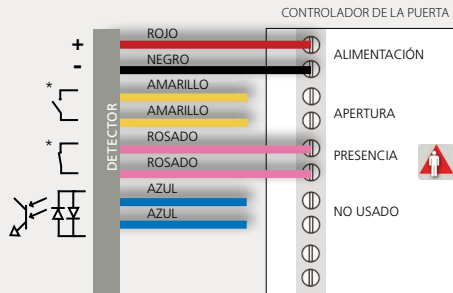 CONTROLADOR DE LA PUERTA
+
ROJO
-
NEGRO
ALIMENTACIÓN
*
AMARILLO
AMARILLO
APERTURA
*
ROSADO
ROSADO
PRESENCIA
DETECTOR
AZUL
AZUL
NO USADO